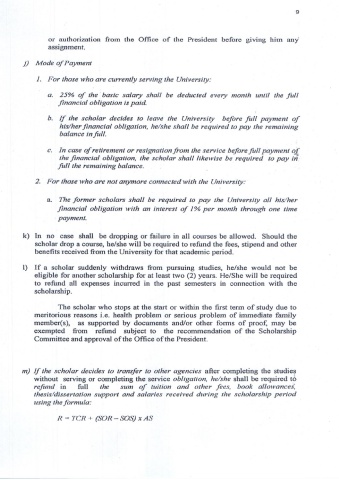 9
or authorization from the Office of the President before giving him any
assignment.
j) Mode of Payment
1. For those who are currently serving the University:
a. 25% of the basic salary shall be deducted every month until the full
financial obligation is paid.
b. If the scholar decides to leave the University before full payment of
his/her financial obligation, he/she shall be required to pay the remaining
balance in full.
c. In case of retirement or resignation from the service before full payment of
the financial obligation, the scholar shall likewise be required to pay in
full the remaining balance.
2. For those who are not anymore connected with the University:
a. The former scholars shall be required to pay the University all his/her
financial obligation with an interest of 1% per month through one time
payment.
k) In no case shall be dropping or failure in all courses be allowed. Should the
scholar drop a course, he/she will be required to refund the fees, stipend and other
benefits received from the University for that academic period.
l) If a scholar suddenly withdraws from pursuing studies, he/she would not be
eligible for another scholarship for at least two (2) years. He/She will be required
to refund all expenses incurred in the past semesters in connection with the
scholarship.
The scholar who stops at the start or within the first term of study due to
meritorious reasons i.e. health problem or serious problem of immediate family
member(s), as supported by documents and/or other forms of proof, may be
exempted from refund subject to the recommendation of the Scholarship
Committee and approval of the Office of the President.
m) If the scholar decides to transfer to other agencies after completing the studies
without serving or completing the service obligation, he/she shall be required to
refund in full the sum of tuition and other fees, book allowances,
thesis/dissertation support and salaries received during the scholarship period
using the formula:
R = TCR + (SOR – SOS) x AS